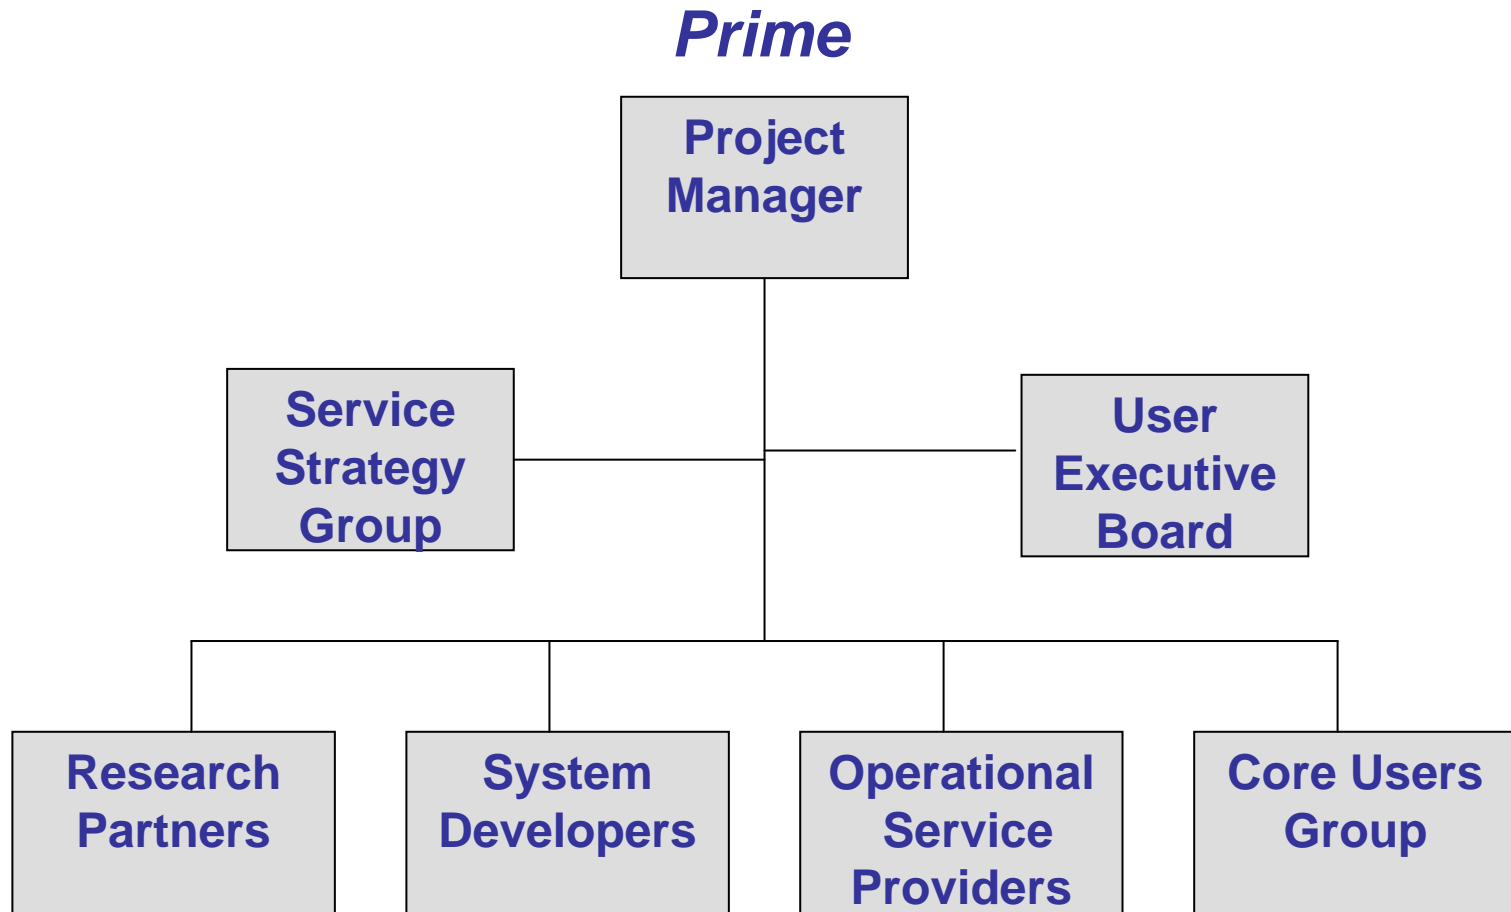 Prime
Project
Manager
Service
Strategy
Group
User
Executive
Board
Research
Partners
System
Developers
Operational
Service
Providers
Core Users
Group